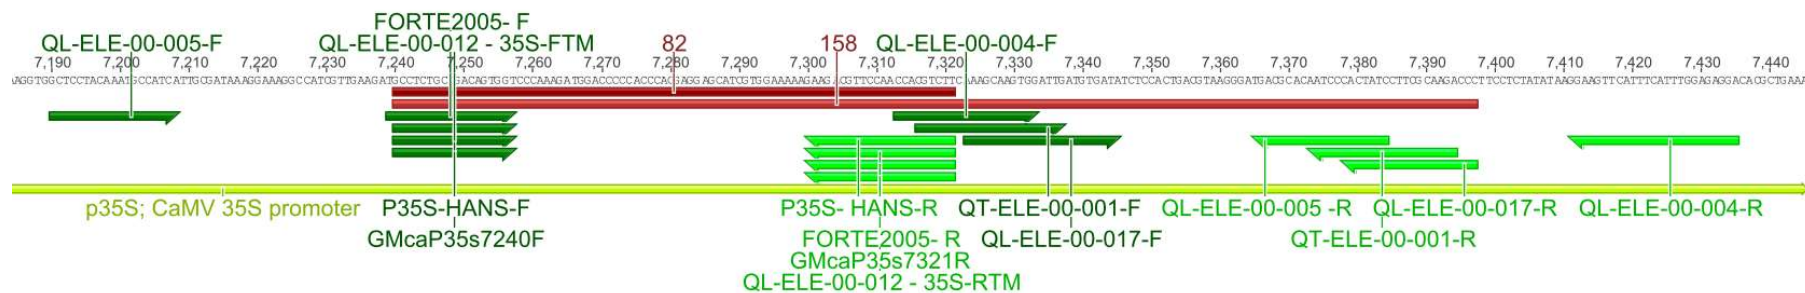 FORTE2005- F
QL-ELE-00-005-F QL-ELE-00-012 - 35S-FTM 82 158 QL-ELE-00-004-F
7,190 7,200 7,210 7,220 7,230 7,240 7,250 7,260 7,270 7,280 7,290 7,300 7,310 7,320 7,330 7,340 7,350 7,360 7,370 7,380 7,390 7,400 7,410 7,420 7,430 7,440
AGGTGGCTCCTACAAATGCCATCATTGCGATAAAGGAAAGGCCATCGTTGAAGATGCCTCTGCCGACAGTGGTCCCAAAGATGGACCCCCACCCACGAGGAGCATCGTGGAAAAAGAAGACGTTCCAACCACGTCTTCAAAGCAAGTGGATTGATGTGATATCTCCACTGACGTAAGGGATGACGCACAATCCCACTATCCTTCGCAAGACCCTTCCTCTATATAAGGAAGTTCATTTCATTTGGAGAGGACACGCTGAAA
p35S; CaMV 35S promoter P35S-HANS-F P35S- HANS-R QT-ELE-00-001-F QL-ELE-00-005 -R QL-ELE-00-017-R QL-ELE-00-004-R
GMcaP35s7240F FORTE2005- R QL-ELE-00-017-F QT-ELE-00-001-R
GMcaP35s7321R
QL-ELE-00-012 - 35S-RTM